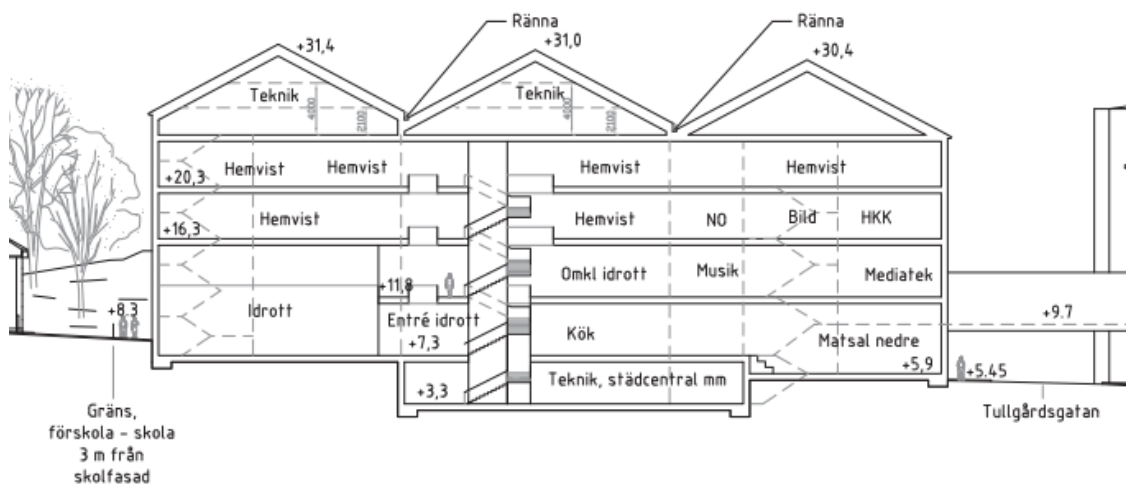 Ränna
Ränna
+31,4
+31,0
+30,4
Teknik
4000
2100
Teknik
4000
2100
Hemvist
Hemvist
Hemvist
Hemvist
+20,3
Hemvist
Hemvist
NO
Bild
HKK
+16,3
Omkl idrott
Musik
Mediatek
+11,8
+8.3
Idrott
Entré idrott
+7,3
Kök
+9.7
Matsal nedre
+5,9
+5.45
+3,3
Teknik, städcentral mm
Gräns,
förskola - skola
3 m från
skolfasad
Tullgårdsgatan